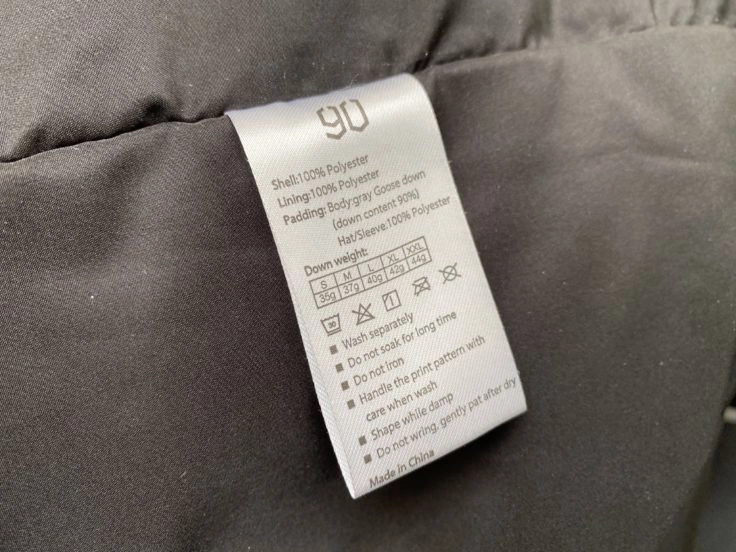 90
Shell:100% Polyester
Lining:100% Polyester
Padding: Body:gray Goose down
(down content 90%)
Hat/Sleeve:100% Polyester
Down weight:
S M L XL XXL
35g 37g 40g 42g 44g
■ Wash separately
■ Do not soak for long time
■ Do not iron
■ Handle the print pattern with
care when wash
■ Shape while damp
■ Do not wring, gently pat after dry
Made in China